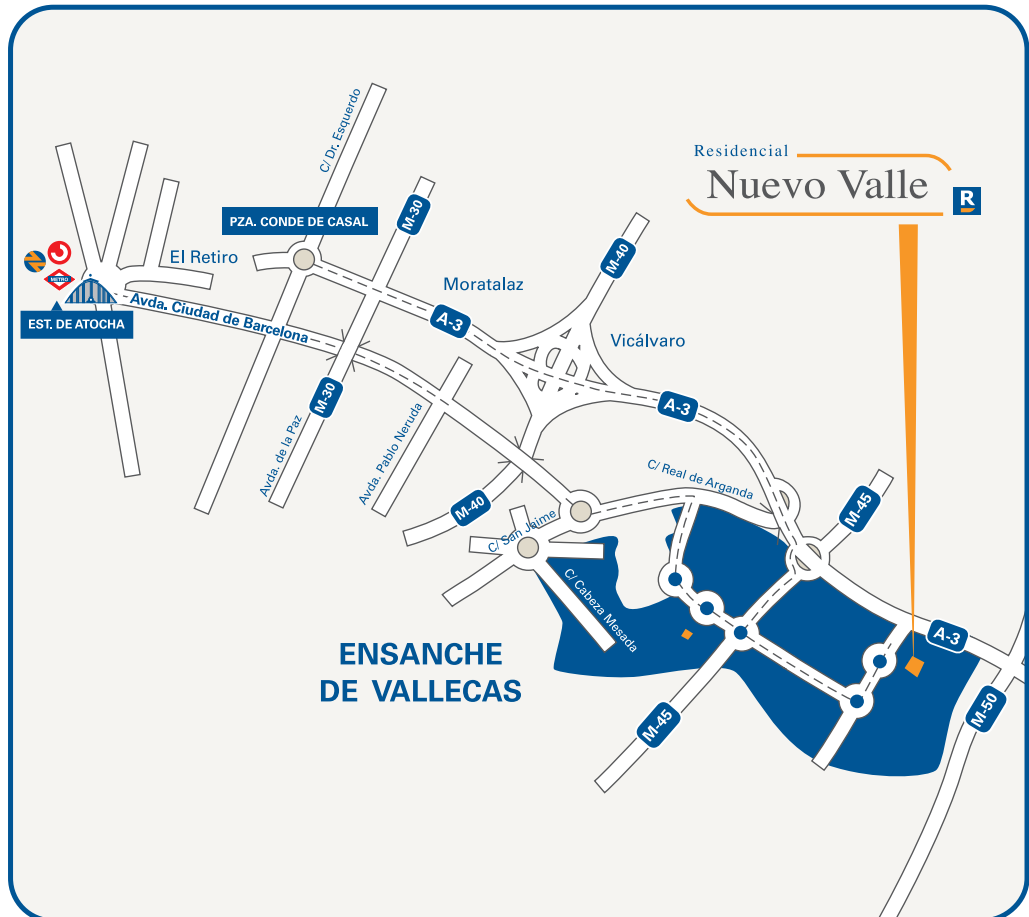 C/ Dr. Esquerdo
Residencial
Nuevo Valle
R
M-30
PZA. CONDE DE CASAL
El Retiro
M-40
METRO
Moratalaz
Avda. Ciudad de Barcelona
A-3
EST. DE ATOCHA
Vicálvaro
M-30
A-3
Avda. de la Paz
Avda. Pablo Neruda
C/ Real de Arganda
M-40
M-45
C/ San Jaime
C/ Cabeza Mesada
A-3
ENSANCHE
DE VALLECAS
M-45
M-50